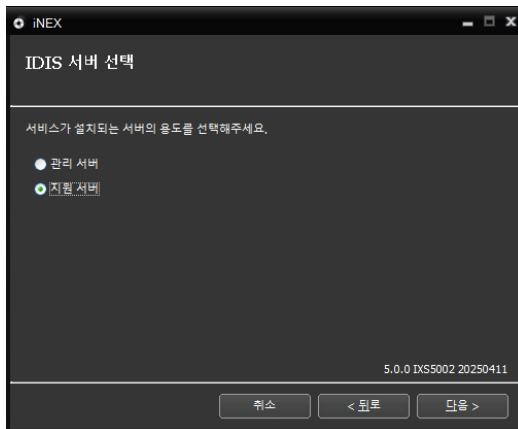 iNEX
IDIS 서버 선택
서비스가 설치되는 서버의 용도를 선택해주세요.
관리 서버
지원 서버
5.0.0 IXS5002 20250411
취소
< 뒤로
다음 >